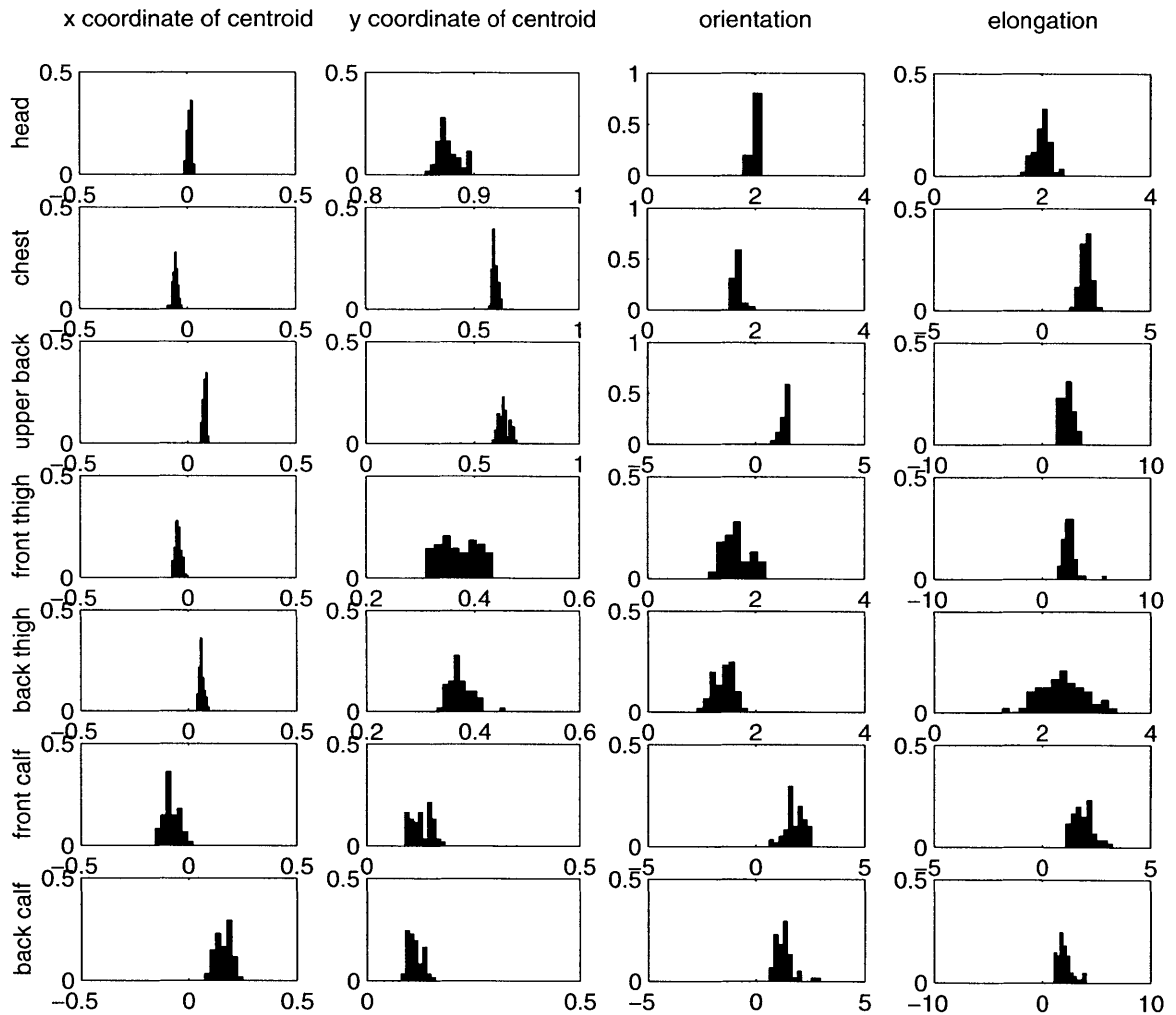 x coordinate of centroid y coordinate of centroid orientation elongation
head
0.5 0.5 1 0.5
0.5
0 0 0 0
−0.5 0 0.5 0.8 0.9 1 0 2 4 0 2 4
chest
0.5 0.5 1 0.5
0.5
0 0 0 0
−0.5 0 0.5 0 0.5 1 0 2 4 −5 0 5
upper back
0.5 0.5 1 0.5
0.5
0 0 0 0
−0.5 0 0.5 0 0.5 1 −5 0 5 −10 0 10
front thigh
0.5 0.5 0.5 0.5
0 0 0 0
−0.5 0 0.5 0.2 0.4 0.6 0 2 4 −10 0 10
back thigh
0.5 0.5 0.5 0.5
0 0 0 0
−0.5 0 0.5 0.2 0.4 0.6 0 2 4 0 2 4
front calf
0.5 0.5 0.5 0.5
0 0 0 0
−0.5 0 0.5 0 0.5 −5 0 5 −5 0 5
back calf
0.5 0.5 0.5 0.5
0 0 0 0
−0.5 0 0.5 0 0.5 −5 0 5 −10 0 10